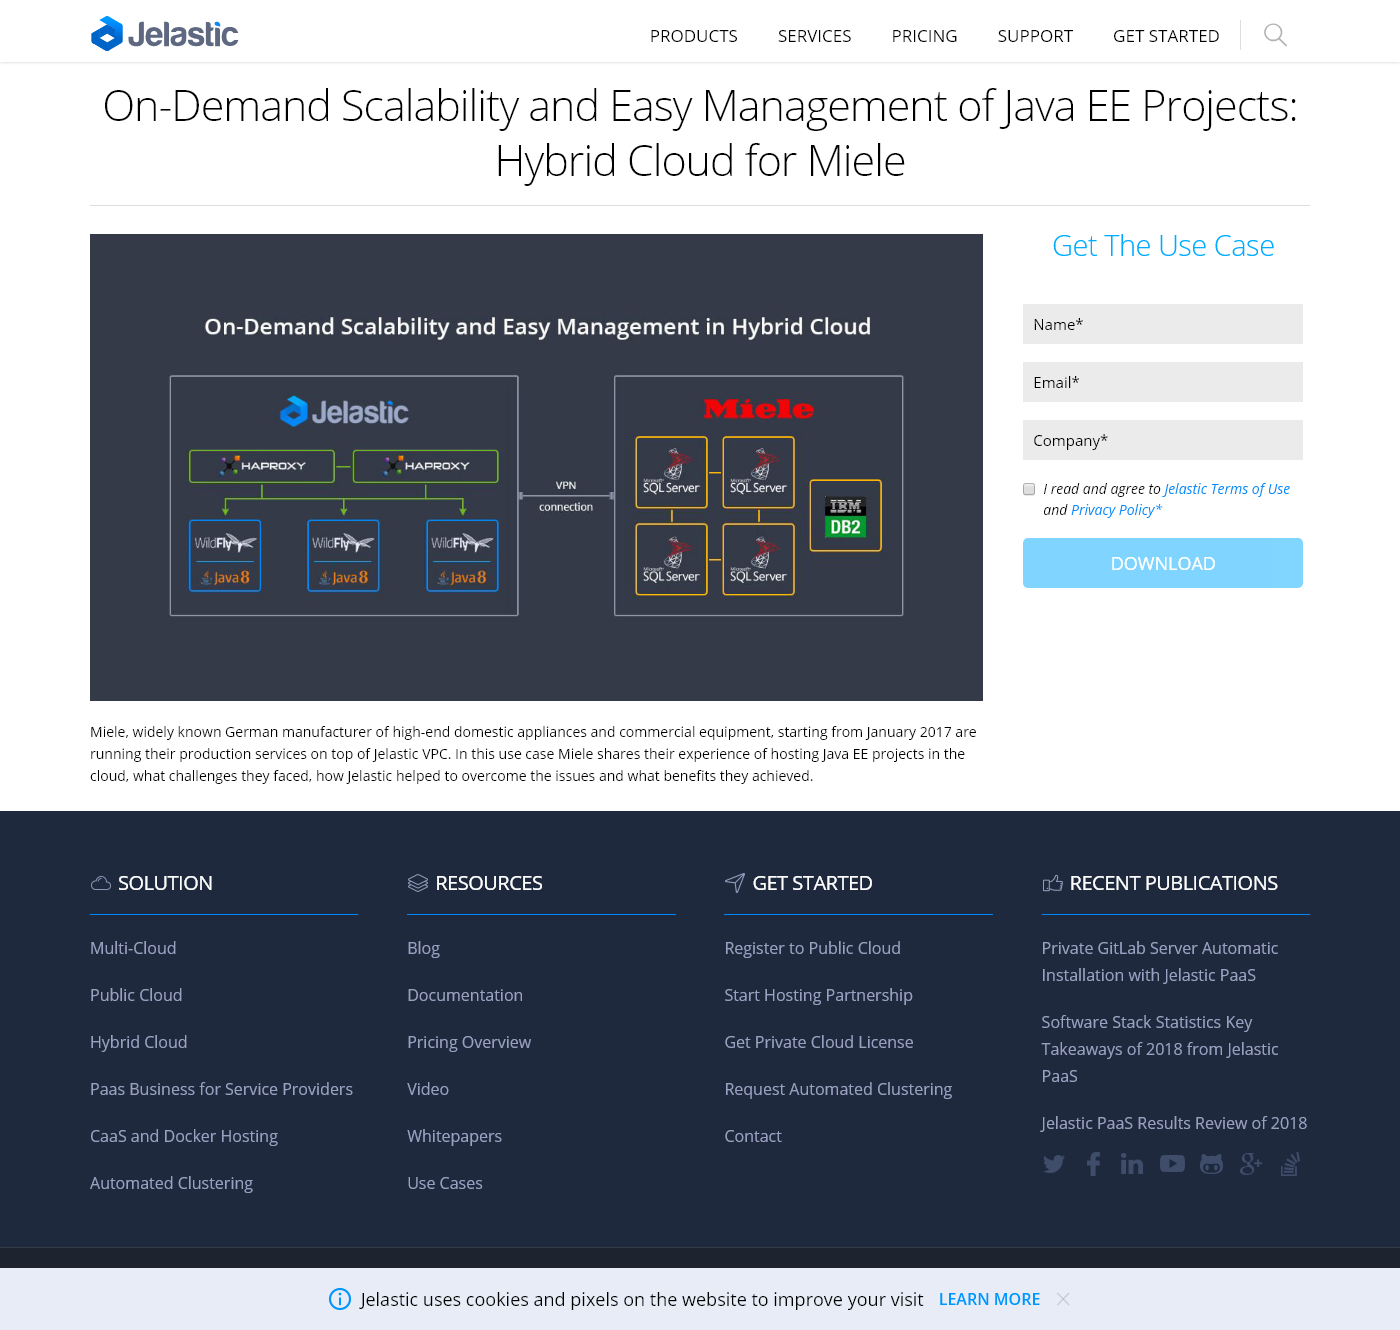 Jelastic
PRODUCTS
SERVICES
PRICING
SUPPORT
GET STARTED
On-Demand Scalability and Easy Management of Java EE Projects:
Hybrid Cloud for Miele
On-Demand Scalability and Easy Management in Hybrid Cloud
Jelastic
HAPROXY
HAPROXY
WildFly
Java8
WildFly
Java8
WildFly
Java8
VPN
connection
Miele
Microsoft
SQL Server
Microsoft
SQL Server
Microsoft
SQL Server
Microsoft
SQL Server
IBM
DB2
Miele, widely known German manufacturer of high-end domestic appliances and commercial equipment, starting from January 2017 are
running their production services on top of Jelastic VPC. In this use case Miele shares their experience of hosting Java EE projects in the
cloud, what challenges they faced, how Jelastic helped to overcome the issues and what benefits they achieved.
Get The Use Case
Name*
Email*
Company*
I read and agree to Jelastic Terms of Use
and Privacy Policy*
DOWNLOAD
SOLUTION
Multi-Cloud
Public Cloud
Hybrid Cloud
Paas Business for Service Providers
CaaS and Docker Hosting
Automated Clustering
RESOURCES
Blog
Documentation
Pricing Overview
Video
Whitepapers
Use Cases
GET STARTED
Register to Public Cloud
Start Hosting Partnership
Get Private Cloud License
Request Automated Clustering
Contact
RECENT PUBLICATIONS
Private GitLab Server Automatic
Installation with Jelastic PaaS
Software Stack Statistics Key
Takeaways of 2018 from Jelastic
PaaS
Jelastic PaaS Results Review of 2018
Jelastic uses cookies and pixels on the website to improve your visit LEARN MORE